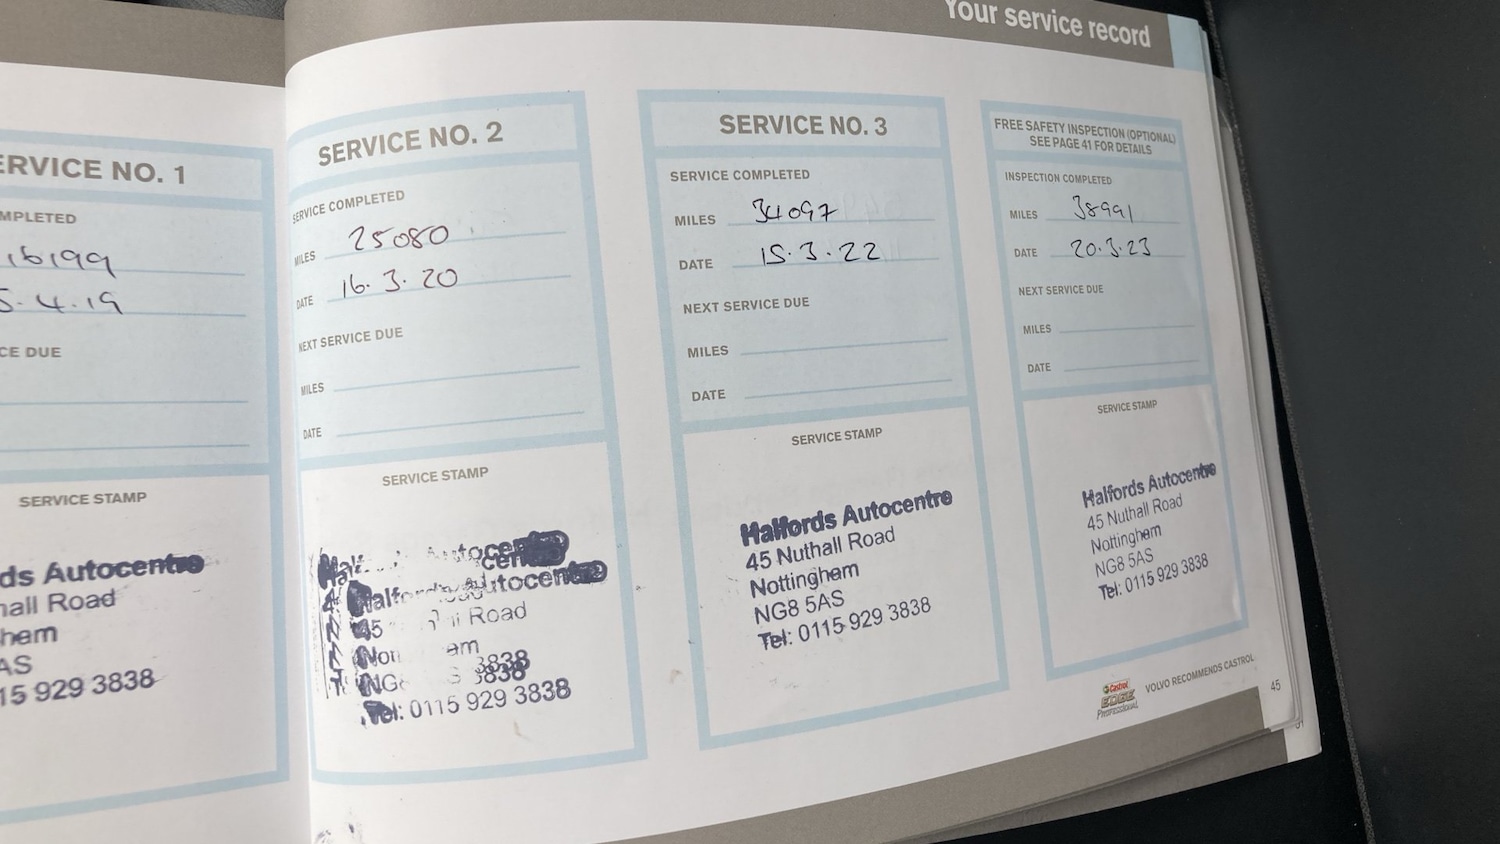 Your service record
ERVICE NO. 1
MPLETED
16199
5.4.19
CE DUE
SERVICE STAMP
ds Autocentre
hall Road
ham
AS
15 929 3838
SERVICE NO. 2
SERVICE COMPLETED
MILES 25080
DATE 16.3.20
NEXT SERVICE DUE
MILES
DATE
SERVICE STAMP
Autocentre
Halfords Autocentre
45 Road
Tel: 0115 929 3838
SERVICE NO. 3
SERVICE COMPLETED
MILES 34097
DATE 15.3.22
NEXT SERVICE DUE
MILES
DATE
SERVICE STAMP
Halfords Autocentre
45 Nuthall Road
Nottingham
NG8 5AS
Tel: 0115 929 3838
FREE SAFETY INSPECTION (OPTIONAL)
SEE PAGE 41 FOR DETAILS
INSPECTION COMPLETED
MILES 38991
DATE 20.3.23
NEXT SERVICE DUE
MILES
DATE
SERVICE STAMP
Halfords Autocentre
45 Nuthall Road
Nottingham
NG8 5AS
Tel: 0115 929 3838
Castrol
EDGE
Professional
VOLVO RECOMMENDS CASTROL
45